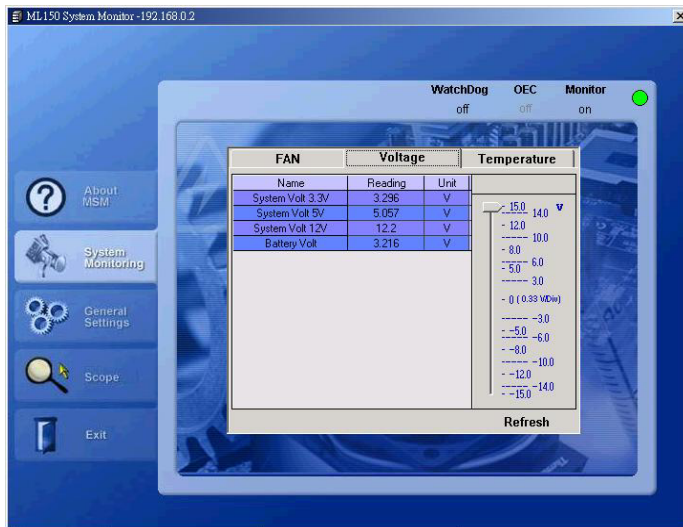 ML150 System Monitor -192.168.0.2
WatchDog OEC Monitor
off off on
FAN Voltage Temperature
Name Reading Unit
System Volt 3.3V 3.296 V
System Volt 5V 5.057 V
System Volt 12V 12.2 V
Battery Volt 3.216 V
15.0 V
14.0
12.0
10.0
8.0
6.0
5.0
3.0
0 (0.33 V/Div)
-3.0
-5.0
-6.0
-8.0
-10.0
-12.0
-14.0
-15.0
Refresh
About
MSM
System
Monitoring
General
Settings
Scope
Exit